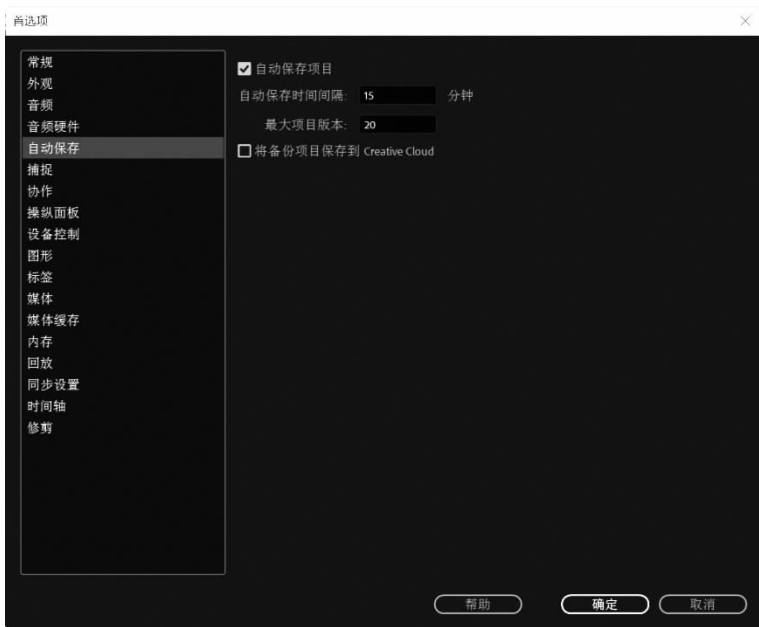 首选项
常规
外观
音频
音频硬件
自动保存
捕捉
协作
操纵面板
设备控制
图形
标签
媒体
媒体缓存
内存
回放
同步设置
时间轴
修剪
自动保存项目
自动保存时间间隔: 15 分钟
最大项目版本: 20
将备份项目保存到 Creative Cloud
帮助 确定 取消